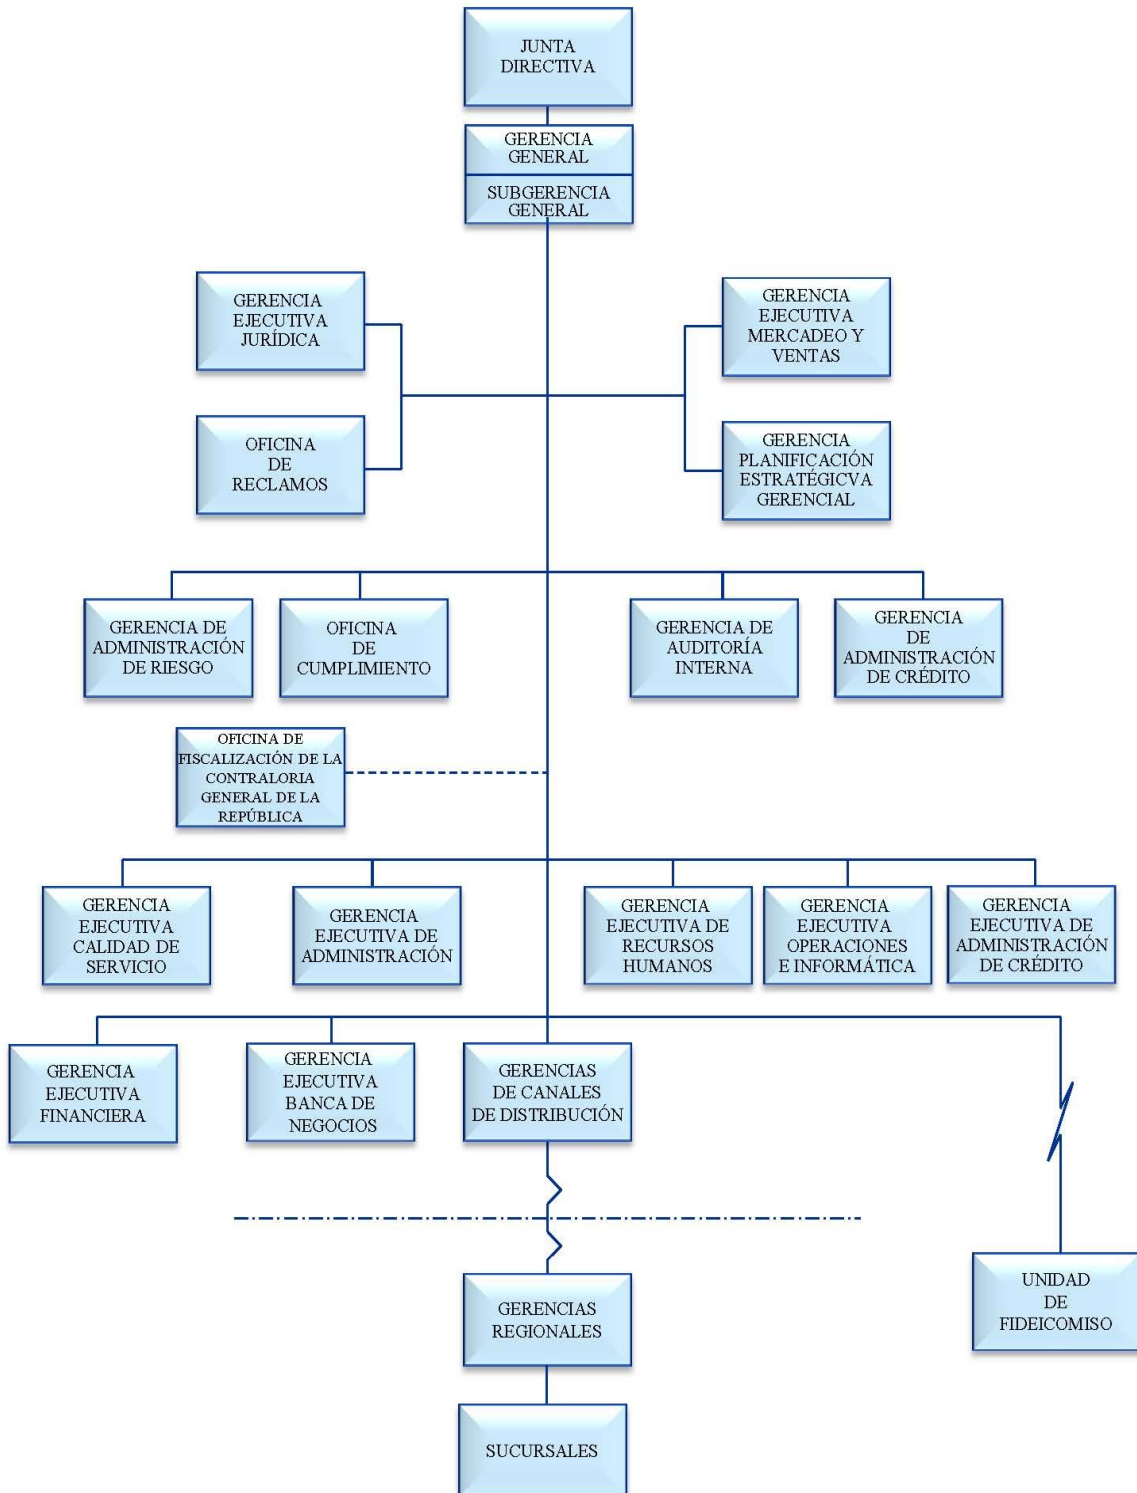 JUNTA
DIRECTIVA
GERENCIA
GENERAL
SUBGERENCIA
GENERAL
GERENCIA
EJECUTIVA
JURÍDICA
GERENCIA
EJECUTIVA
MERCADEO Y
VENTAS
OFICINA
DE
RECLAMOS
GERENCIA
PLANIFICACIÓN
ESTRATÉGICVA
GERENCIAL
GERENCIA DE
ADMINISTRACIÓN
DE RIESGO
OFICINA
DE
CUMPLIMIENTO
GERENCIA DE
AUDITORÍA
INTERNA
GERENCIA
DE
ADMINISTRACIÓN
DE CRÉDITO
OFICINA DE
FISCALIZACIÓN DE LA
CONTRALORIA
GENERAL DE LA
REPÚBLICA
GERENCIA
EJECUTIVA
CALIDAD DE
SERVICIO
GERENCIA
EJECUTIVA DE
ADMINISTRACIÓN
GERENCIA
EJECUTIVA DE
RECURSOS
HUMANOS
GERENCIA
EJECUTIVA
OPERACIONES
E INFORMÁTICA
GERENCIA
EJECUTIVA DE
ADMINISTRACIÓN
DE CRÉDITO
GERENCIA
EJECUTIVA
FINANCIERA
GERENCIA
EJECUTIVA
BANCA DE
NEGOCIOS
GERENCIAS
DE CANALES
DE DISTRIBUCIÓN
GERENCIAS
REGIONALES
UNIDAD
DE
FIDEICOMISO
SUCURSALES